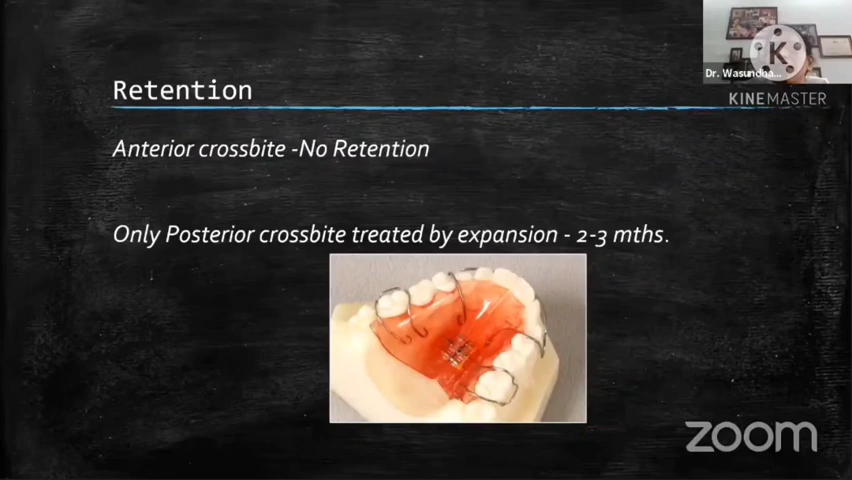 K
Dr. Wasundha...
KINEMASTER
Retention
Anterior crossbite -No Retention
Only Posterior crossbite treated by expansion - 2-3 mths.
zoom